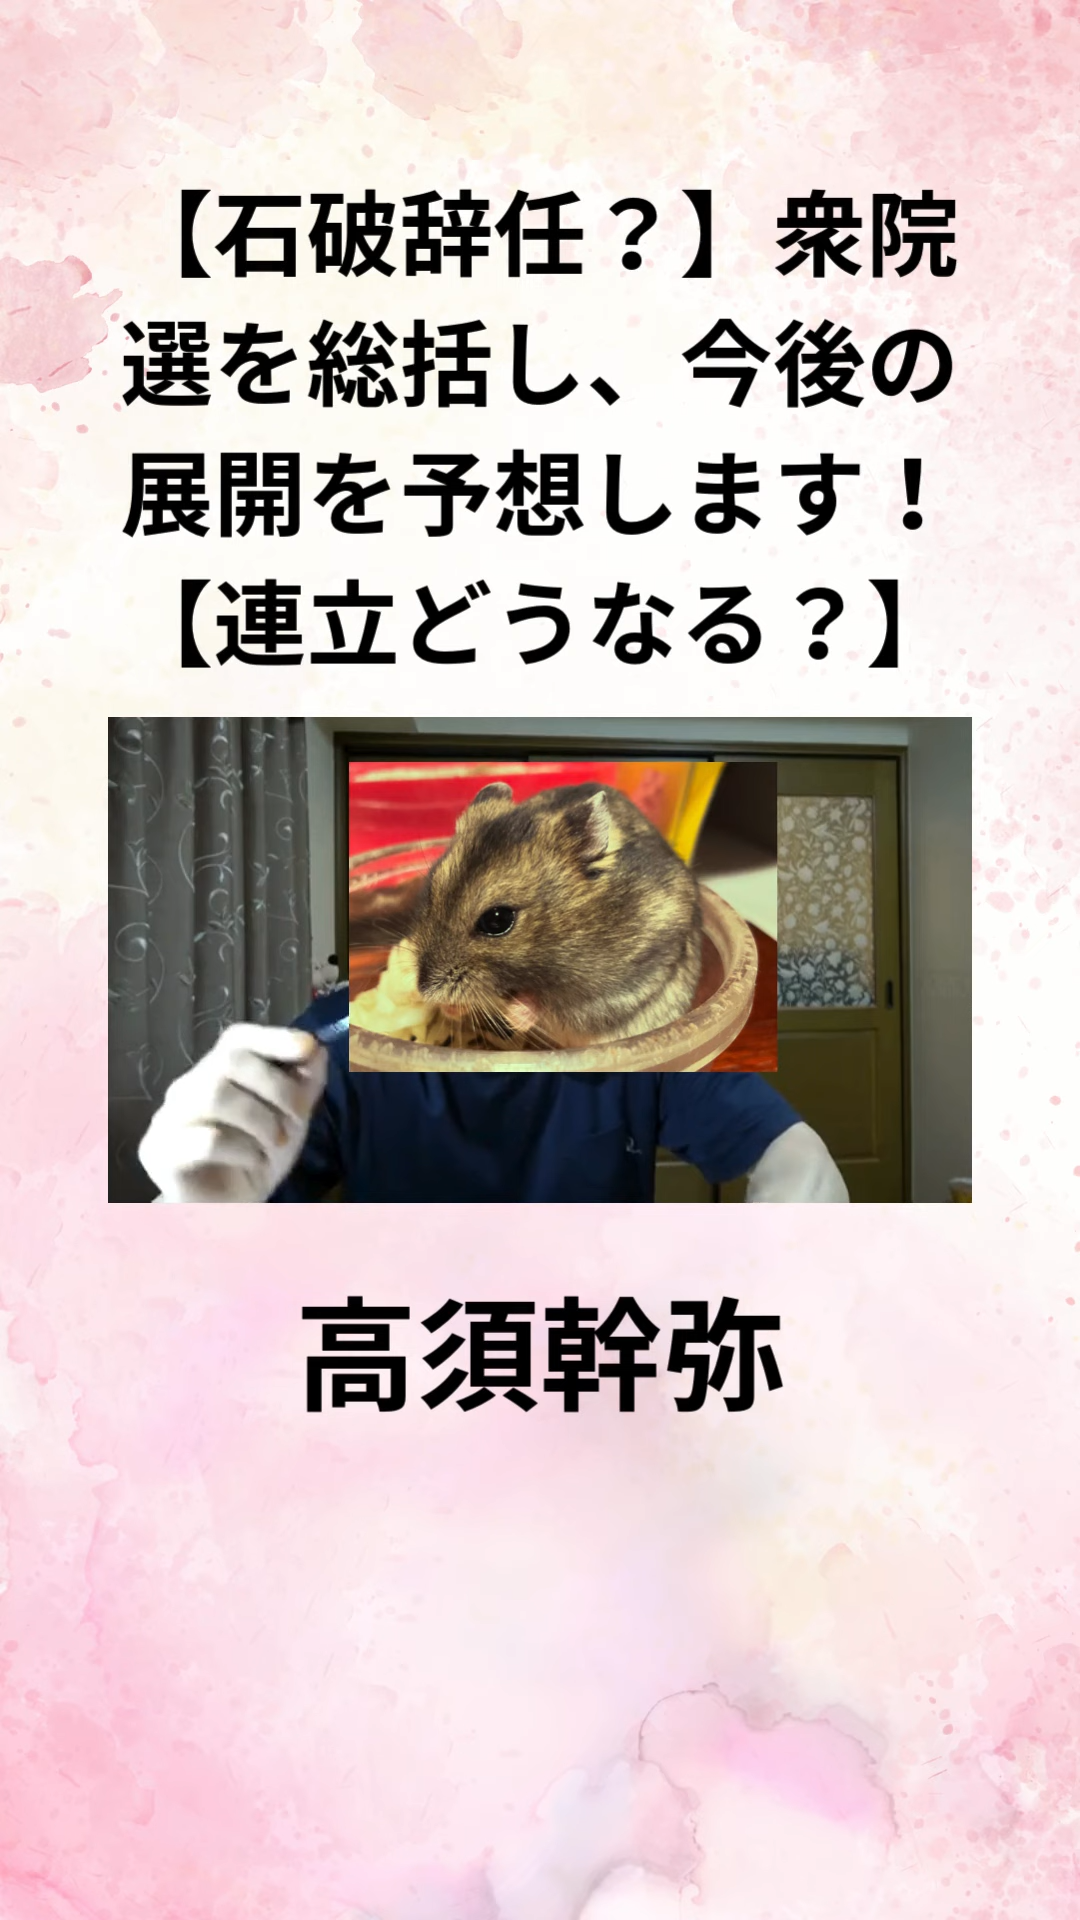 【石破辞任？】衆院
選を総括し、今後の
展開を予想します！
【連立どうなる？】
高須幹弥